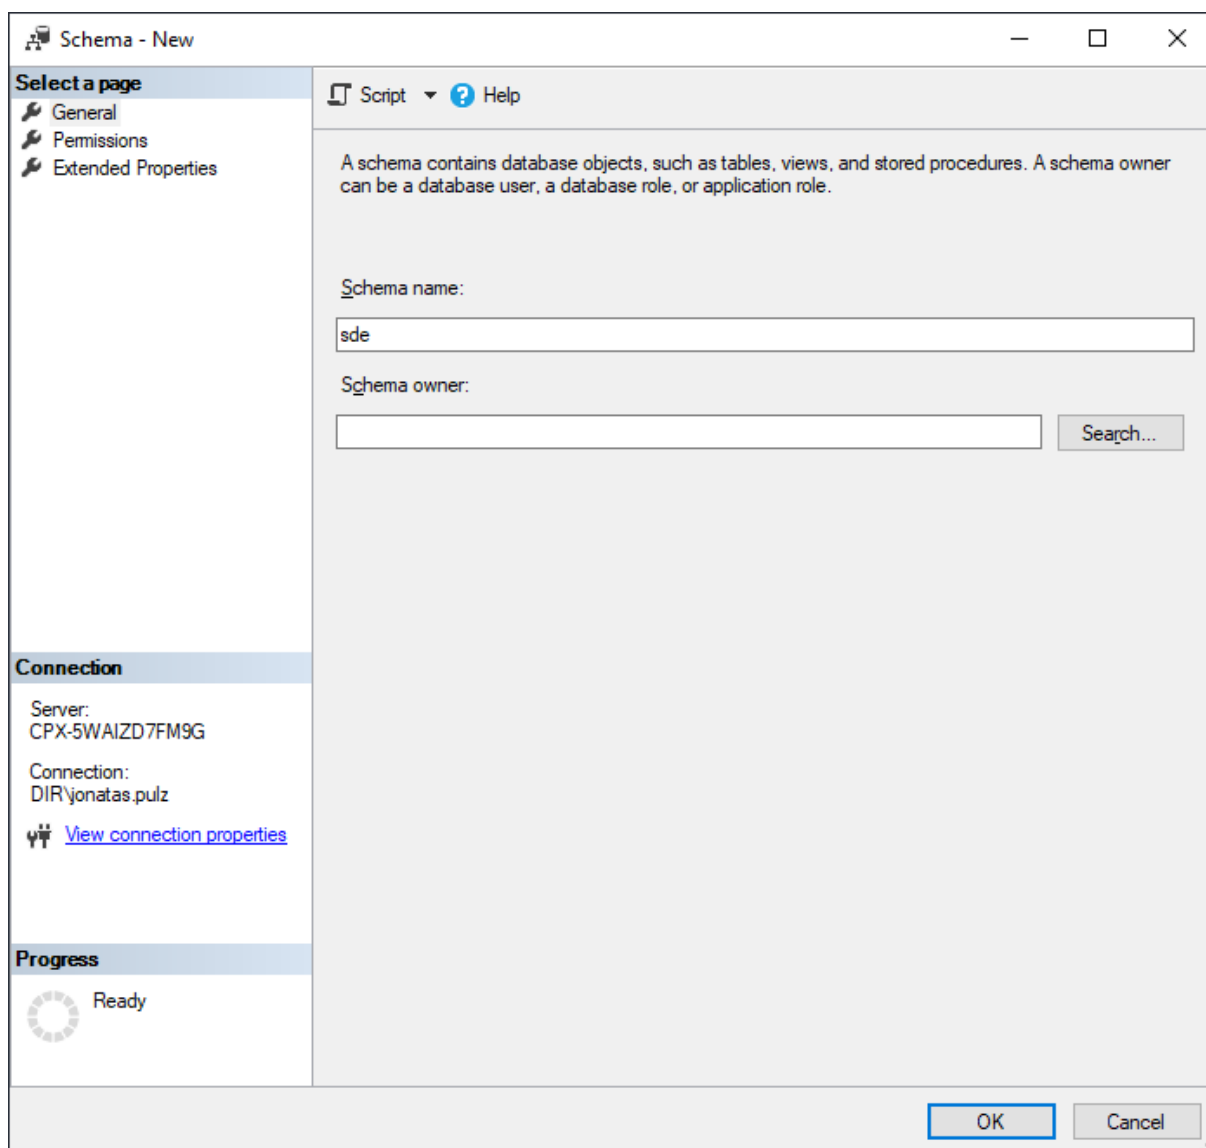 Schema - New
Select a page
General
Permissions
Extended Properties
Script
Help
A schema contains database objects, such as tables, views, and stored procedures. A schema owner
can be a database user, a database role, or application role.
Schema name:
sde
Schema owner:
Search...
Connection
Server:
CPX-5WAIZD7FM9G
Connection:
DIR\jonatas.pulz
View connection properties
Progress
Ready
OK
Cancel